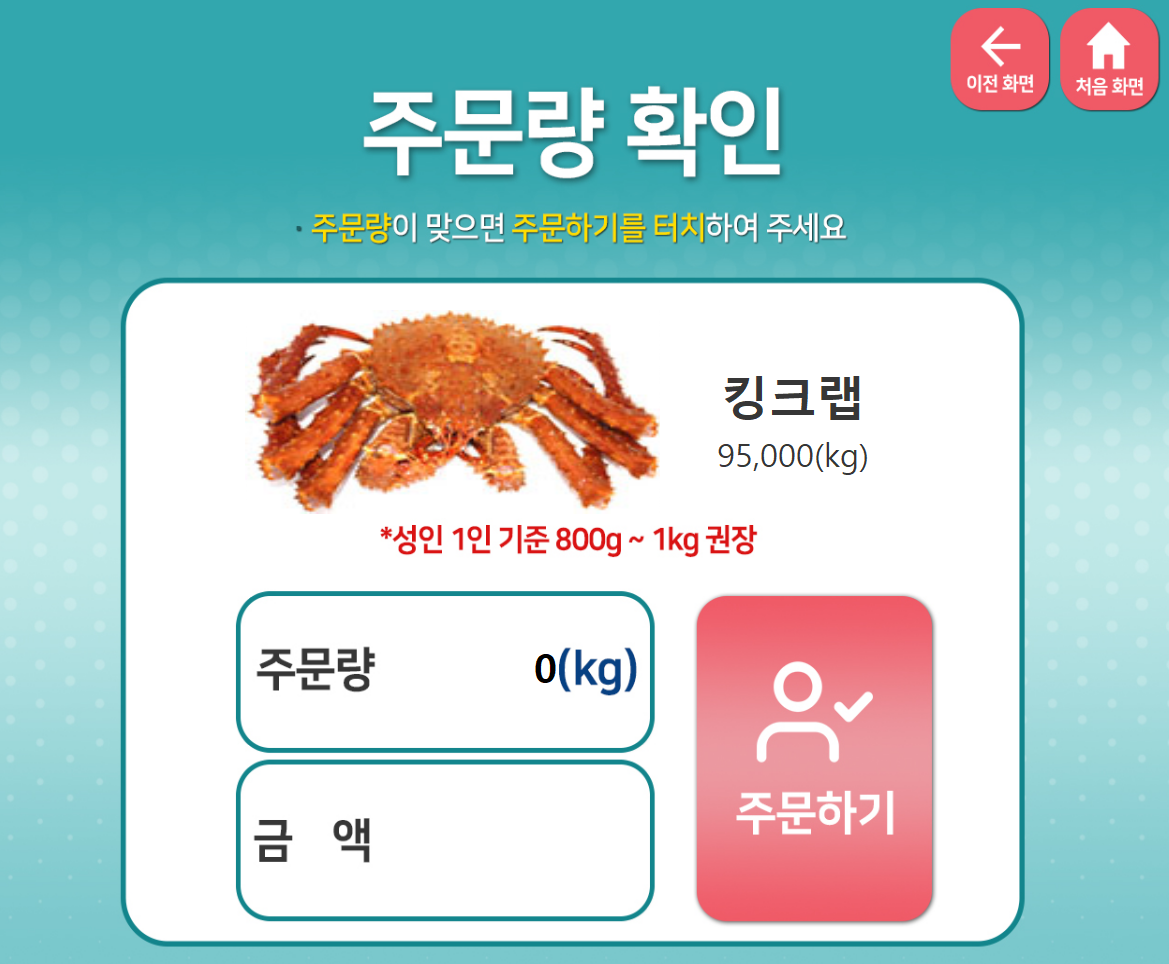 이전 화면
처음 화면
주문량 확인
· 주문량이 맞으면 주문하기를 터치하여 주세요
킹크랩
95,000(kg)
*성인 1인 기준 800g ~ 1kg 권장
주문량 0(kg)
금 액
주문하기